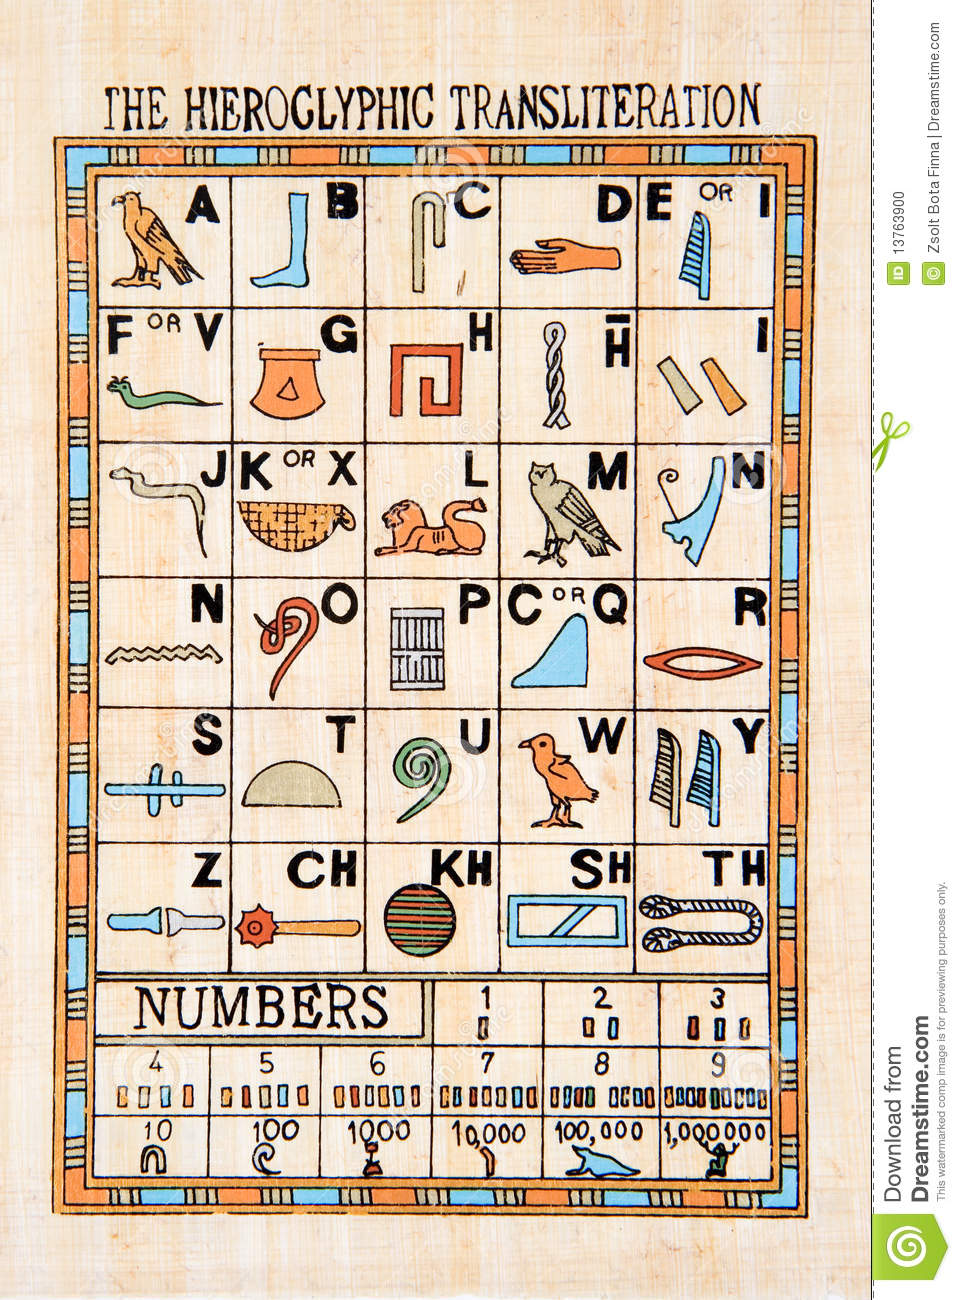 THE HIEROGLYPHIC TRANSLITERATION
A B C D E OR I
F OR V G H H̅ I
J K OR X L M N
N O P C OR Q R
S T U W Y
Z CH KH SH TH
NUMBERS 1 2 3
4 5 6 7 8 9
10 100 1000 10,000 100,000 1,000000
ID 13763900
© Zsolt Bota Finna | Dreamstime.com
Download from
Dreamstime.com
This watermarked comp image is for previewing purposes only.